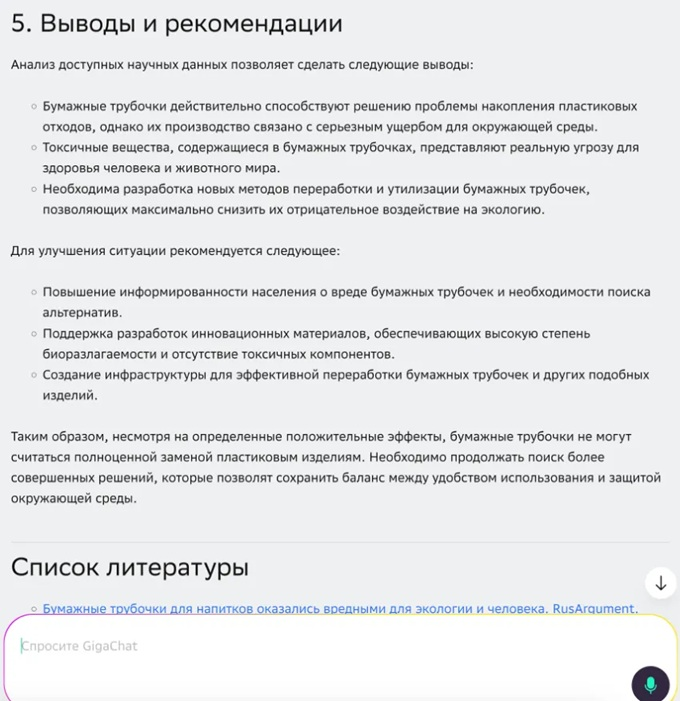 5. Выводы и рекомендации
Анализ доступных научных данных позволяет сделать следующие выводы:
Бумажные трубочки действительно способствуют решению проблемы накопления пластиковых
отходов, однако их производство связано с серьезным ущербом для окружающей среды.
Токсичные вещества, содержащиеся в бумажных трубочках, представляют реальную угрозу для
здоровья человека и животного мира.
Необходима разработка новых методов переработки и утилизации бумажных трубочек,
позволяющих максимально снизить их отрицательное воздействие на экологию.
Для улучшения ситуации рекомендуется следующее:
Повышение информированности населения о вреде бумажных трубочек и необходимости поиска
альтернатив.
Поддержка разработок инновационных материалов, обеспечивающих высокую степень
биоразлагаемости и отсутствие токсичных компонентов.
Создание инфраструктуры для эффективной переработки бумажных трубочек и других подобных
изделий.
Таким образом, несмотря на определенные положительные эффекты, бумажные трубочки не могут
считаться полноценной заменой пластиковым изделиям. Необходимо продолжать поиск более
совершенных решений, которые позволят сохранить баланс между удобством использования и защитой
окружающей среды.
Список литературы
Бумажные трубочки для напитков оказались вредными для экологии и человека. RusArgument.
Спросите GigaChat